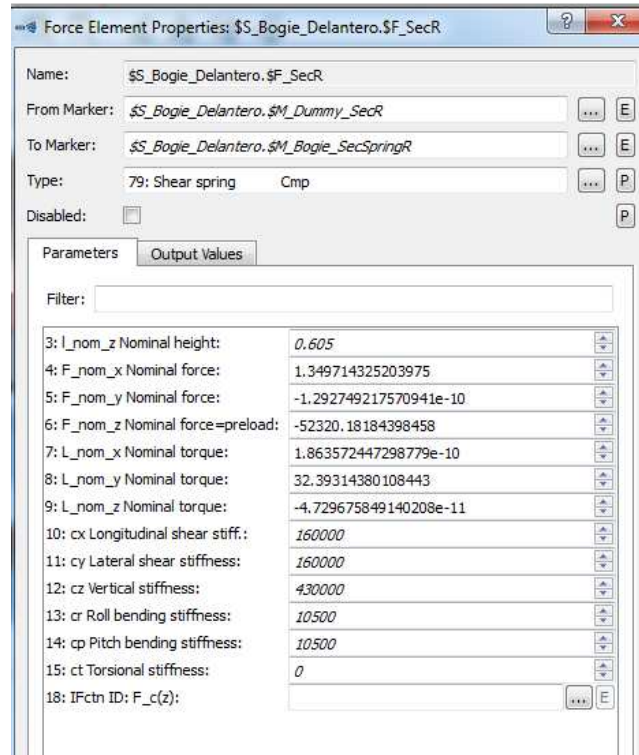 Force Element Properties: $S_Bogie_Delantero.$F_SecR
Name: $S_Bogie_Delantero.$F_SecR
From Marker: $S_Bogie_Delantero.$M_Dummy_SecR ... E
To Marker: $S_Bogie_Delantero.$M_Bogie_SecSpringR ... E
Type: 79: Shear spring Cmp ... P
Disabled: P
Parameters Output Values
Filter:
3: l_nom_z Nominal height: 0.605
4: F_nom_x Nominal force: 1.349714325203975
5: F_nom_y Nominal force: -1.292749217570941e-10
6: F_nom_z Nominal force=preload: -52320.18184398458
7: L_nom_x Nominal torque: 1.863572447298779e-10
8: L_nom_y Nominal torque: 32.39314380108443
9: L_nom_z Nominal torque: -4.729675849140208e-11
10: cx Longitudinal shear stiff.: 160000
11: cy Lateral shear stiffness: 160000
12: cz Vertical stiffness: 430000
13: cr Roll bending stiffness: 10500
14: cp Pitch bending stiffness: 10500
15: ct Torsional stiffness: 0
18: IFctn ID: F_c(z): ... E